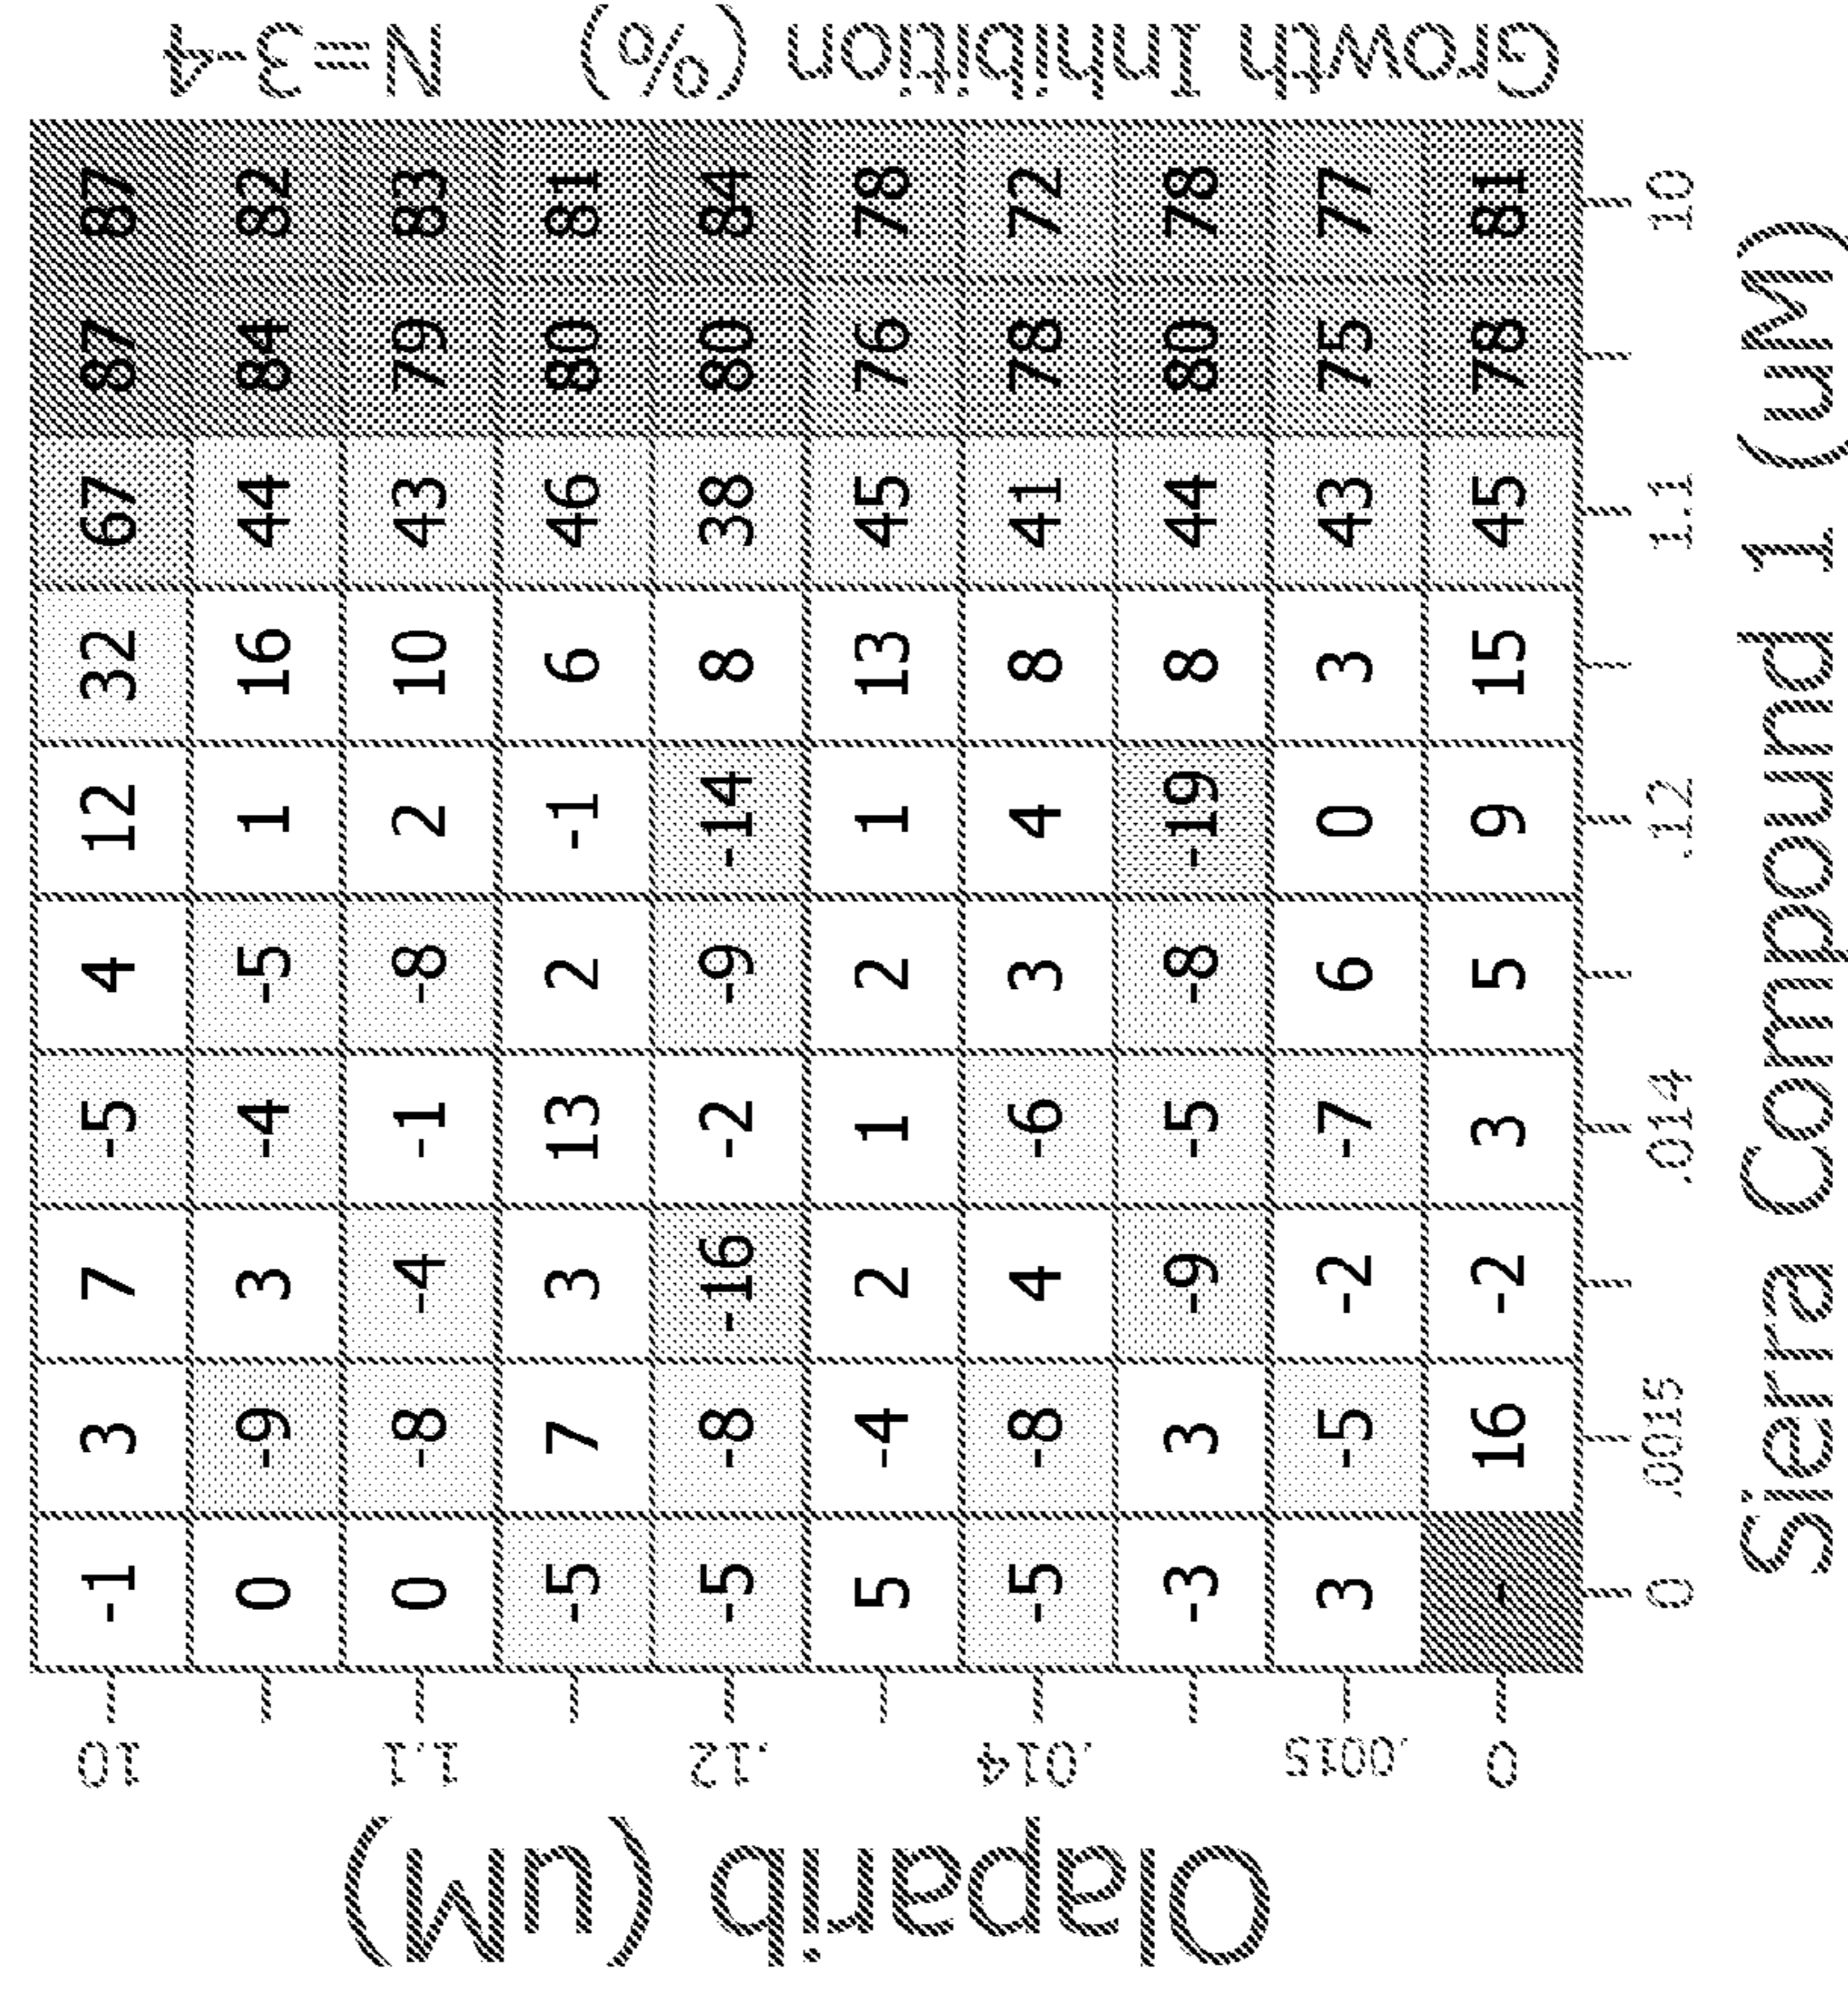 Olaparib (uM)
10 -1 3 7 -5 4 12 32 67 87 87
0 -9 3 -4 -5 1 16 44 84 82
1.1 0 -8 -4 -1 -8 2 10 43 79 83
-5 7 3 13 2 -1 6 46 80 81
.12 -5 -8 -16 -2 -9 -14 8 38 80 84
5 -4 2 1 2 1 13 45 76 78
.014 -5 -8 4 -6 3 4 8 41 78 72
-3 3 -9 -5 -8 -19 8 44 80 78
.0015 3 -5 -2 -7 6 0 3 43 75 77
0 - 16 -2 3 5 9 15 45 78 81
0 .0015 .014 .12 1.1 10
Sierra Compound 1 (uM)
Growth Inhibition (%) N=3-4